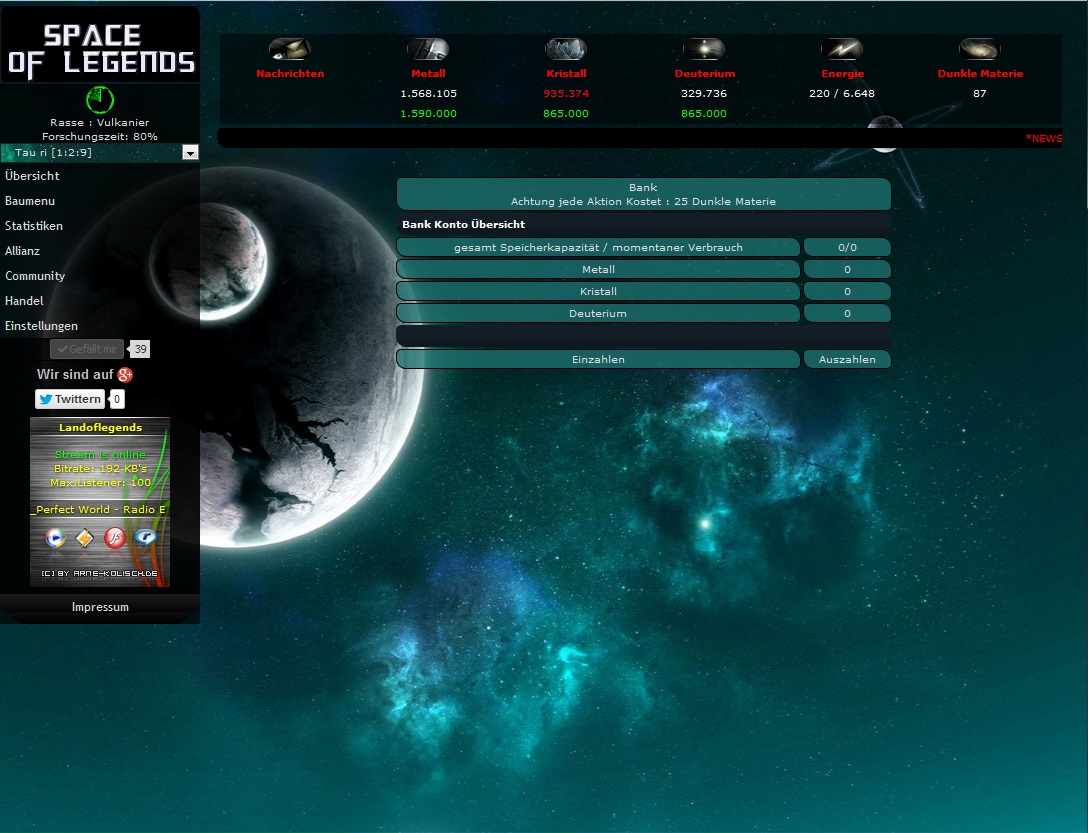 SPACE
OF LEGENDS
Rasse : Vulkanier
Forschungszeit: 80%
Tau ri [1:2:9]
Übersicht
Baumenu
Statistiken
Allianz
Community
Handel
Einstellungen
Gefällt mir 39
Wir sind auf g+
Twittern 0
Landoflegends
Stream is online
Bitrate: 192 KB's
Max.Listener: 100
_Perfect World - Radio E
(C) BY ARNE-KOLISCH.DE
Impressum
Nachrichten Metall Kristall Deuterium Energie Dunkle Materie
1.568.105 935.374 329.736 220 / 6.648 87
1.590.000 865.000 865.000
*NEWS
Bank
Achtung jede Aktion Kostet : 25 Dunkle Materie
Bank Konto Übersicht
gesamt Speicherkapazität / momentaner Verbrauch 0/0
Metall 0
Kristall 0
Deuterium 0
Einzahlen Auszahlen